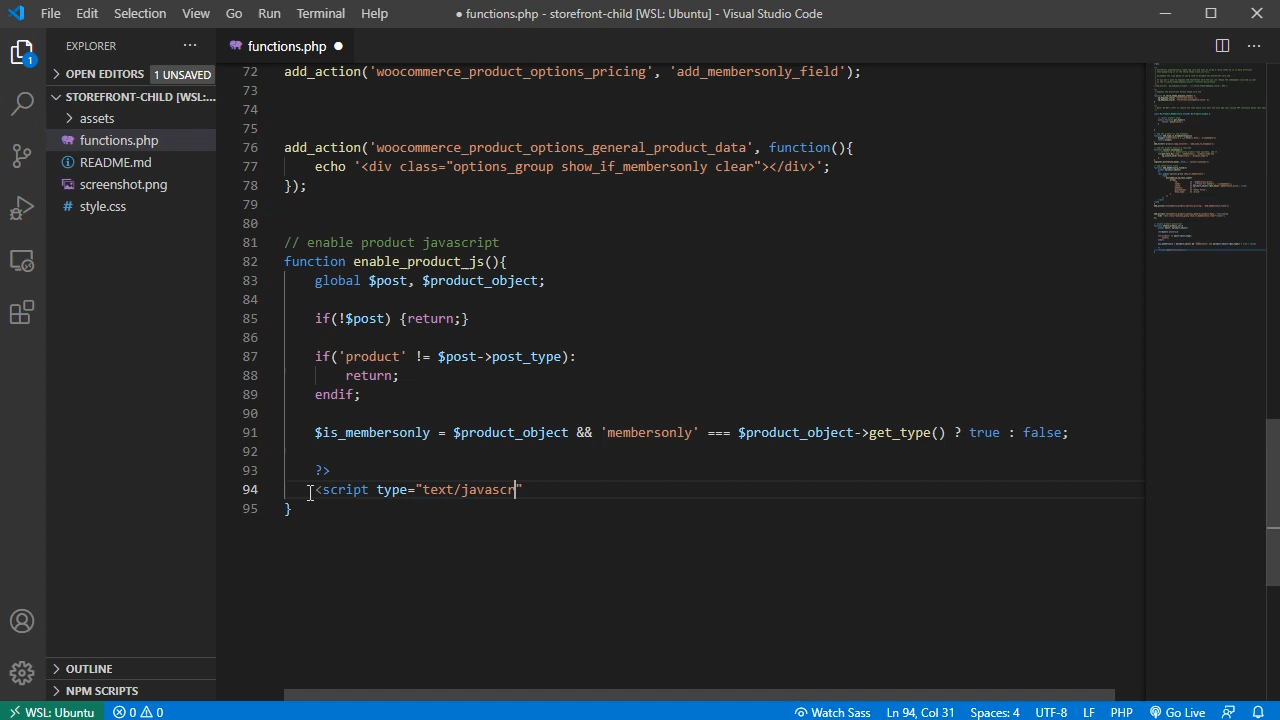 File Edit Selection View Go Run Terminal Help
● functions.php - storefront-child [WSL: Ubuntu] - Visual Studio Code
EXPLORER
functions.php
OPEN EDITORS 1 UNSAVED
STOREFRONT-CHILD [WSL:...
assets
functions.php
README.md
screenshot.png
style.css
OUTLINE
NPM SCRIPTS
72 add_action('woocommerce_product_options_pricing', 'add_membersonly_field');
73
74
75
76 add_action('woocommerce_product_options_general_product_data', function(){
77 echo '<div class="options_group show_if_membersonly clear"></div>';
78 });
79
80
81 // enable product javascript
82 function enable_product_js(){
83 global $post, $product_object;
84
85 if(!$post) {return;}
86
87 if('product' != $post->post_type):
88 return;
89 endif;
90
91 $is_membersonly = $product_object && 'membersonly' === $product_object->get_type() ? true : false;
92
93 ?>
94 <script type="text/javascr"
95 }
1
WSL: Ubuntu 0 0 Watch Sass Ln 94, Col 31 Spaces: 4 UTF-8 LF PHP Go Live